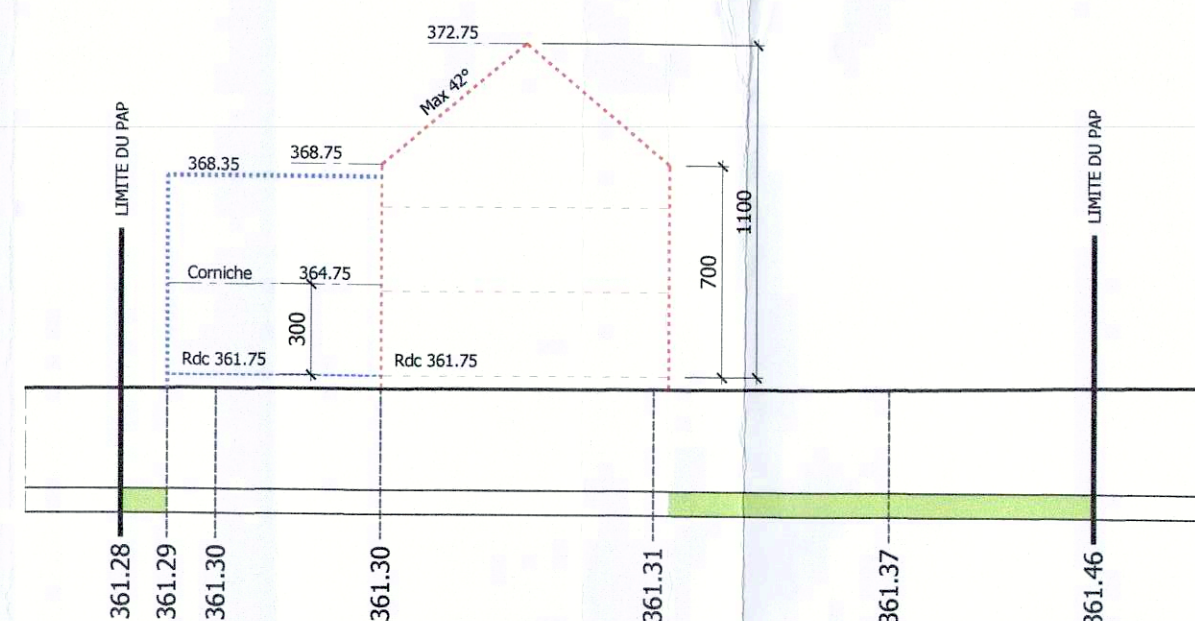 372.75
Max 42°
LIMITE DU PAP
368.35
368.75
LIMITE DU PAP
1100
700
Corniche
364.75
300
Rdc 361.75
Rdc 361.75
361.28
361.29
361.30
361.30
361.31
361.37
361.46